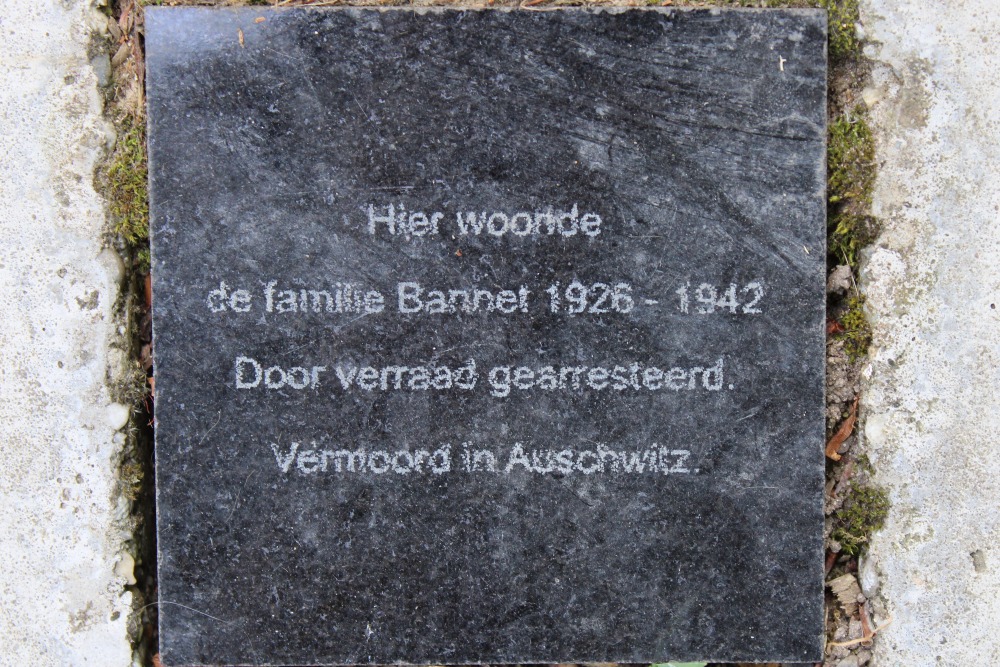 Hier woonde
de familie Bannet 1926 - 1942
Door verraad gearresteerd.
Vermoord in Auschwitz.